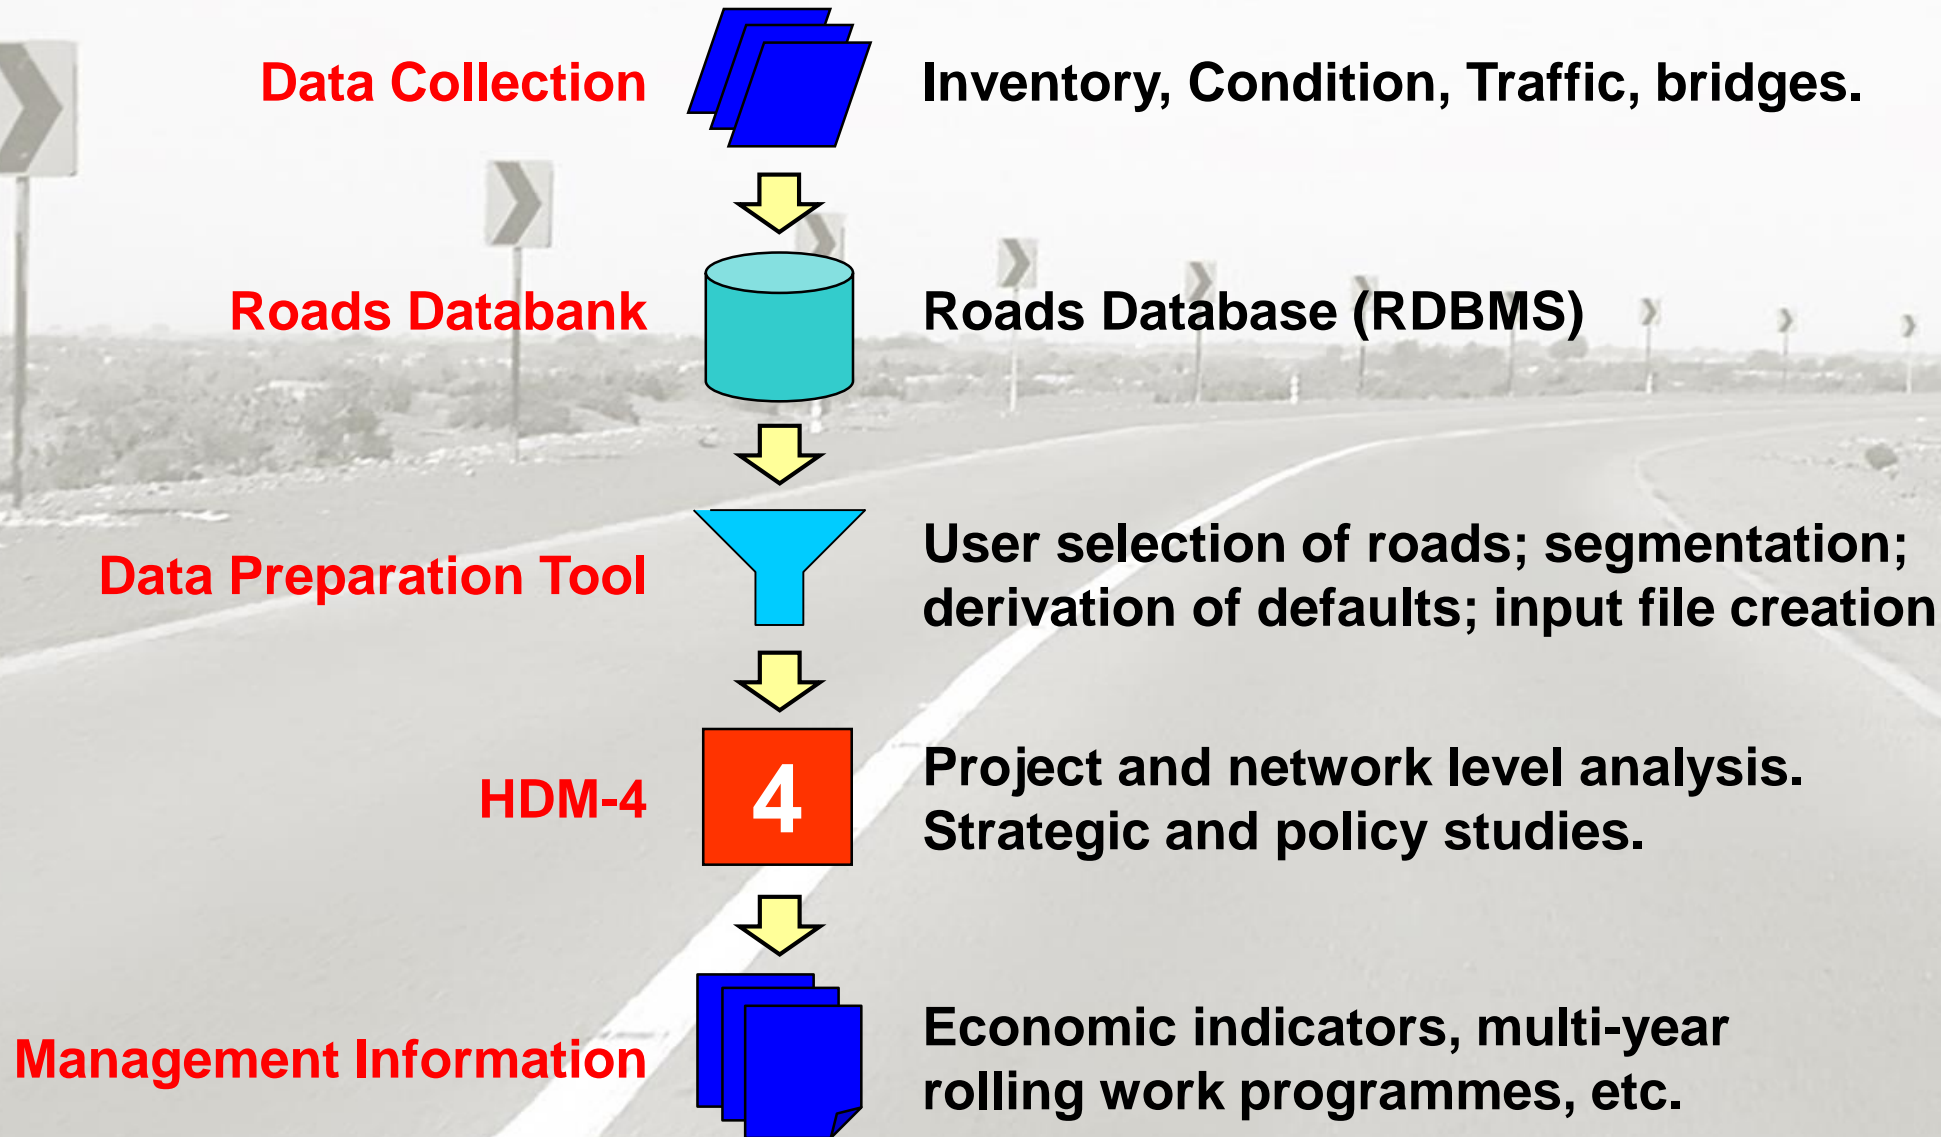 Data Collection
Inventory, Condition, Traffic, bridges.
Roads Databank
Roads Database (RDBMS)
Data Preparation Tool
User selection of roads; segmentation;
derivation of defaults; input file creation
HDM-4
4
Project and network level analysis.
Strategic and policy studies.
Management Information
Economic indicators, multi-year
rolling work programmes, etc.